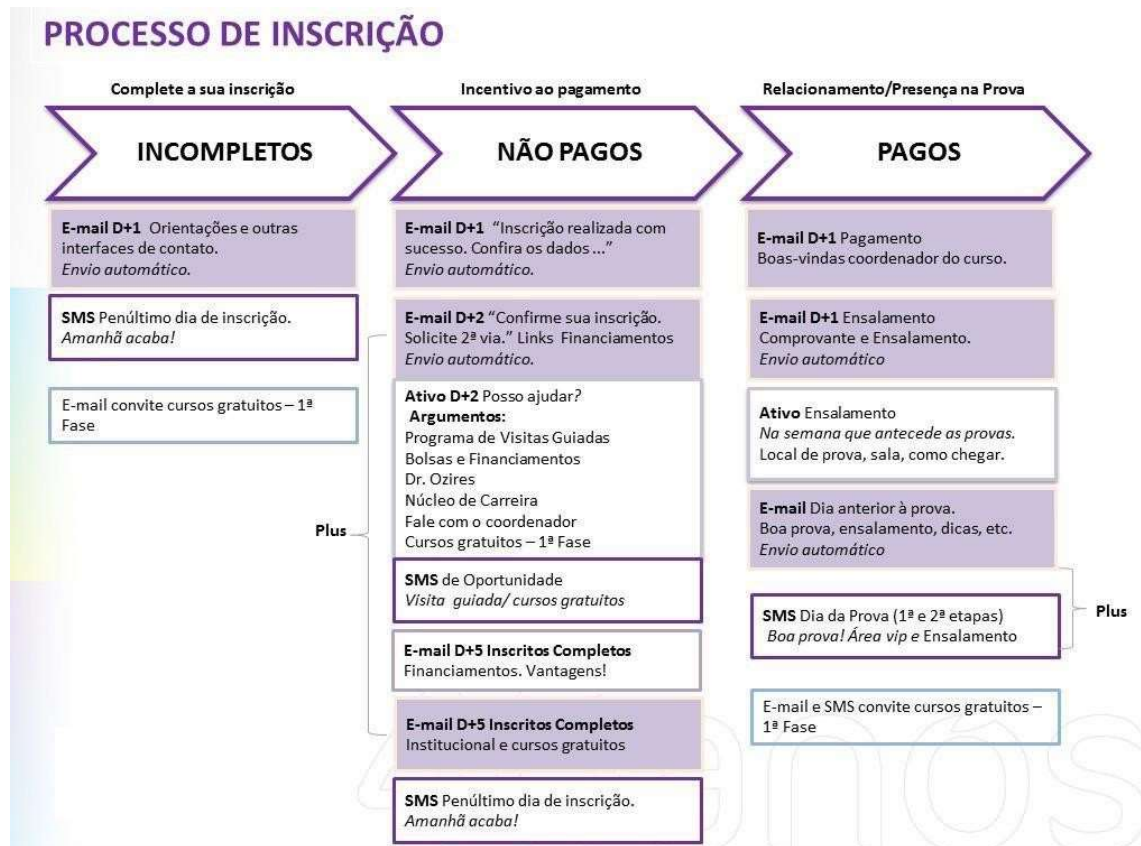 PROCESSO DE INSCRIÇÃO
Complete a sua inscrição
INCOMPLETOS
E-mail D+1 Orientações e outras
interfaces de contato.
Envio automático.
SMS Penúltimo dia de inscrição.
Amanhã acaba!
E-mail convite cursos gratuitos – 1ª
Fase
Incentivo ao pagamento
NÃO PAGOS
E-mail D+1 “Inscrição realizada com
sucesso. Confira os dados ...”
Envio automático.
E-mail D+2 “Confirme sua inscrição.
Solicite 2ª via.” Links Financiamentos
Envio automático.
Ativo D+2 Posso ajudar?
Argumentos:
Programa de Visitas Guiadas
Bolsas e Financiamentos
Dr. Ozires
Núcleo de Carreira
Fale com o coordenador
Cursos gratuitos – 1ª Fase
Plus
SMS de Oportunidade
Visita guiada/ cursos gratuitos
E-mail D+5 Inscritos Completos
Financiamentos. Vantagens!
E-mail D+5 Inscritos Completos
Institucional e cursos gratuitos
SMS Penúltimo dia de inscrição.
Amanhã acaba!
Relacionamento/Presença na Prova
PAGOS
E-mail D+1 Pagamento
Boas-vindas coordenador do curso.
E-mail D+1 Ensalamento
Comprovante e Ensalamento.
Envio automático
Ativo Ensalamento
Na semana que antecede as provas.
Local de prova, sala, como chegar.
E-mail Dia anterior à prova.
Boa prova, ensalamento, dicas, etc.
Envio automático
SMS Dia da Prova (1ª e 2ª etapas)
Boa prova! Área vip e Ensalamento
Plus
E-mail e SMS convite cursos gratuitos –
1ª Fase